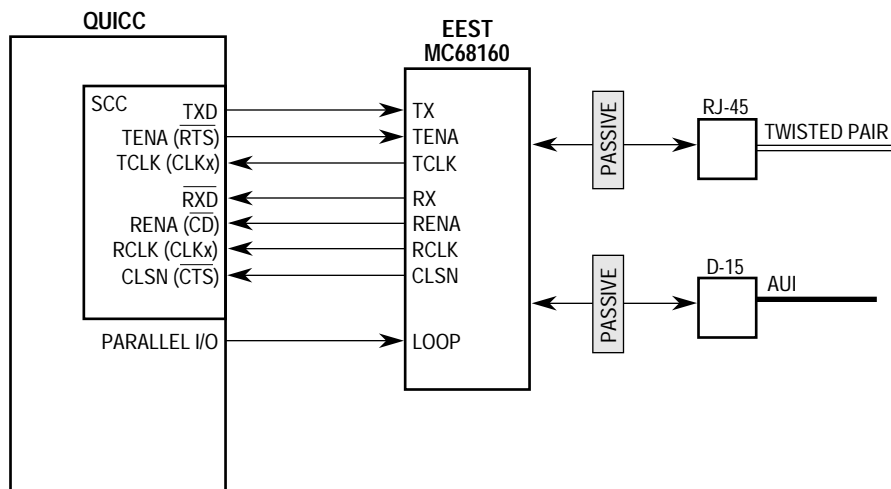 QUICC
EEST
MC68160
SCC
TXD
TENA (RTS)
TCLK (CLKx)
RXD
RENA (CD)
RCLK (CLKx)
CLSN (CTS)
PARALLEL I/O
TX
TENA
TCLK
RX
RENA
RCLK
CLSN
LOOP
PASSIVE
RJ-45
TWISTED PAIR
PASSIVE
D-15
AUI